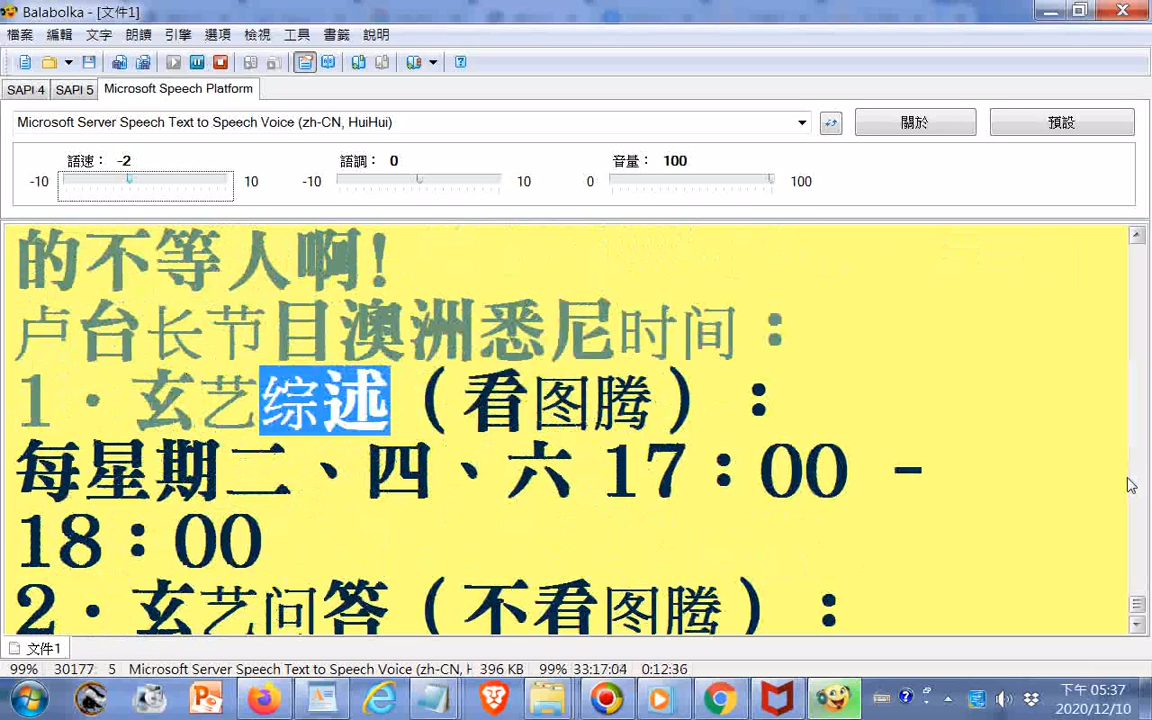 Balabolka - [文件1]
檔案 編輯 文字 朗讀 引擎 選項 檢視 工具 書籤 說明
SAPI 4 SAPI 5 Microsoft Speech Platform
Microsoft Server Speech Text to Speech Voice (zh-CN, HuiHui) 關於 預設
語速： -2 語調： 0 音量： 100
-10 10 -10 10 0 100
的不等人啊！
卢台长节目澳洲悉尼时间：
1．玄艺综述（看图腾）：
每星期二、四、六 17：00 -
18：00
2．玄艺问答（不看图腾）：
文件1
99% 30177 5 Microsoft Server Speech Text to Speech Voice (zh-CN, H 396 KB 99% 33:17:04 0:12:36
下午 05:37
2020/12/10